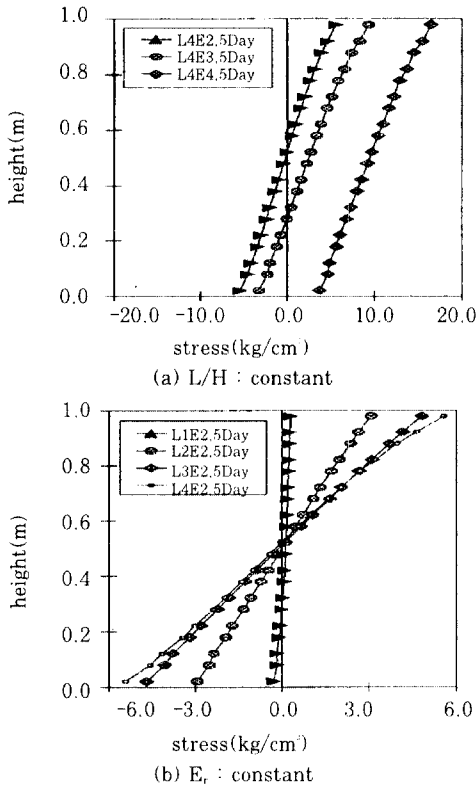 1.0
0.8
0.6
0.4
0.2
0.0
height(m)
L4E2,5Day
L4E3,5Day
L4E4,5Day
-20.0 -10.0 0.0 10.0 20.0
stress(kg/cm²)
(a) L/H : constant
1.0
0.8
0.6
0.4
0.2
0.0
height(m)
L1E2,5Day
L2E2,5Day
L3E2,5Day
L4E2,5Day
-6.0 -3.0 0.0 3.0 6.0
stress(kg/cm²)
(b) Er : constant